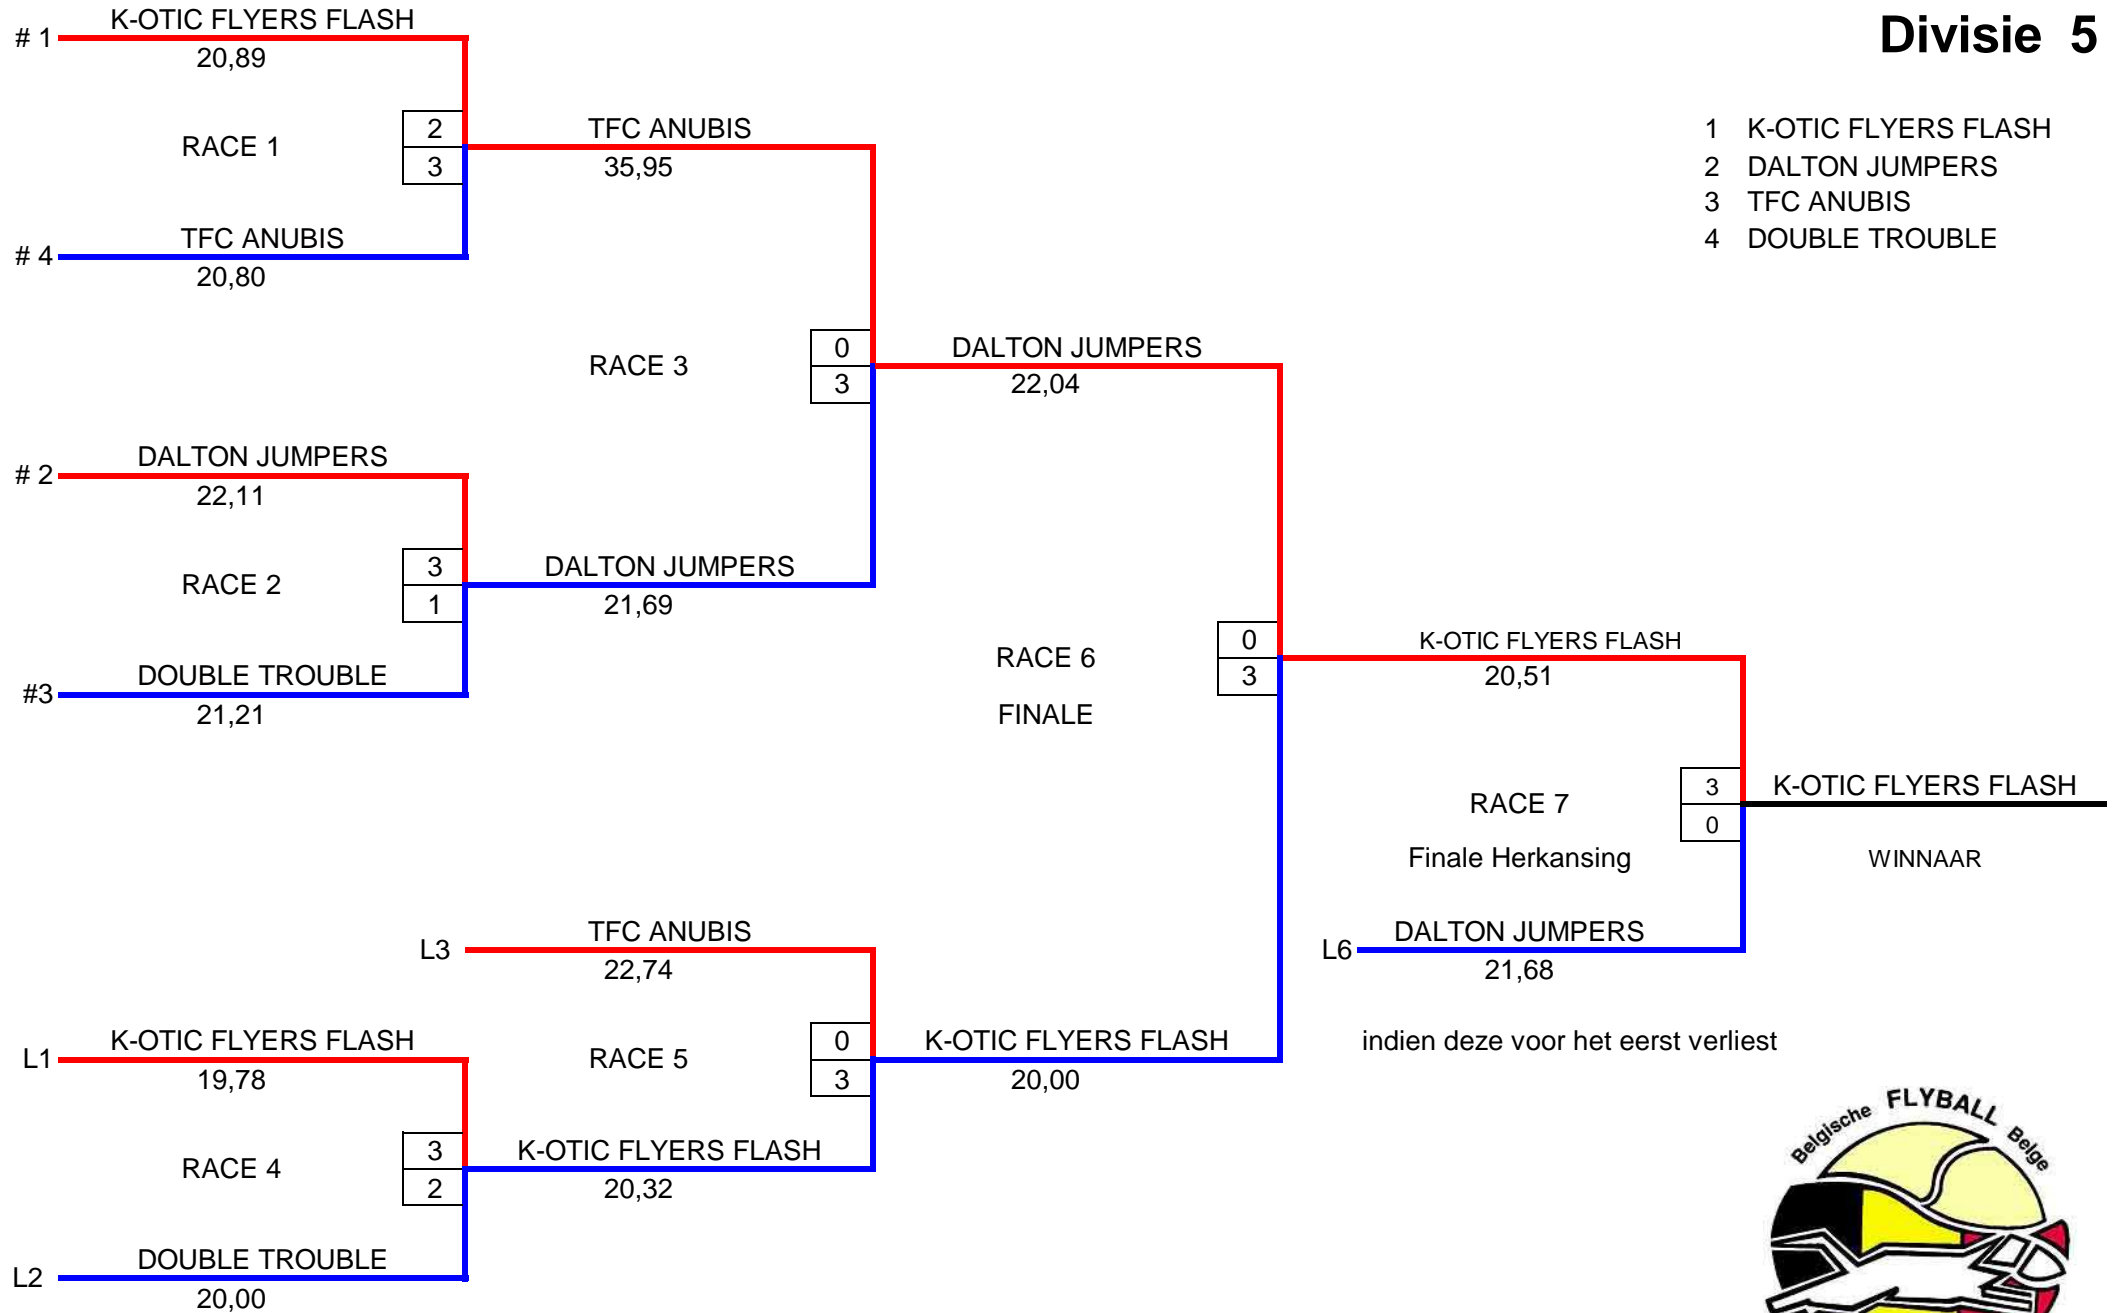 Divisie 5
# 1 K-OTIC FLYERS FLASH
20,89
RACE 1
2
3
# 4 TFC ANUBIS
20,80
TFC ANUBIS
35,95
1 K-OTIC FLYERS FLASH
2 DALTON JUMPERS
3 TFC ANUBIS
4 DOUBLE TROUBLE
RACE 3
0
3
DALTON JUMPERS
22,04
# 2 DALTON JUMPERS
22,11
RACE 2
3
1
#3 DOUBLE TROUBLE
21,21
DALTON JUMPERS
21,69
RACE 6
FINALE
0
3
K-OTIC FLYERS FLASH
20,51
RACE 7
Finale Herkansing
3
0
K-OTIC FLYERS FLASH
WINNAAR
L6 DALTON JUMPERS
21,68
indien deze voor het eerst verliest
L3 TFC ANUBIS
22,74
RACE 5
0
3
K-OTIC FLYERS FLASH
20,00
L1 K-OTIC FLYERS FLASH
19,78
RACE 4
3
2
K-OTIC FLYERS FLASH
20,32
L2 DOUBLE TROUBLE
20,00
Belgische FLYBALL Belge